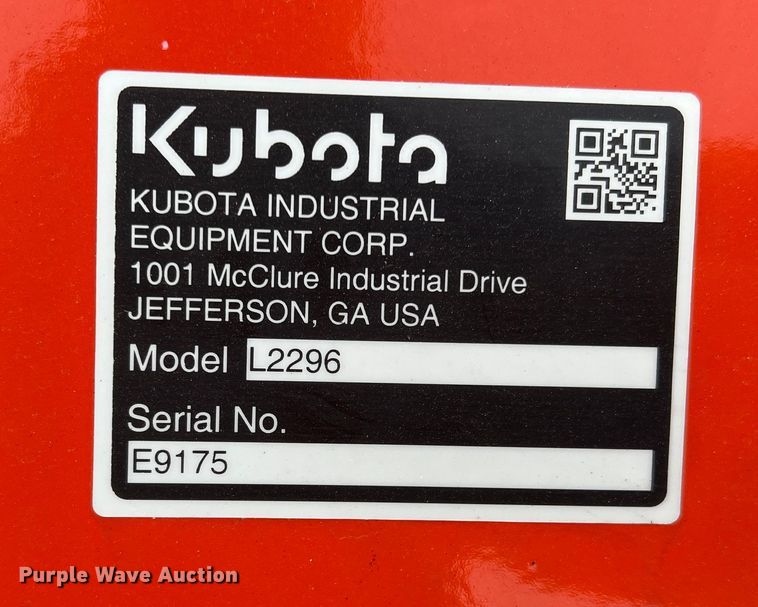 Kubota
KUBOTA INDUSTRIAL
EQUIPMENT CORP.
1001 McClure Industrial Drive
JEFFERSON, GA USA
Model L2296
Serial No.
E9175
Purple Wave Auction